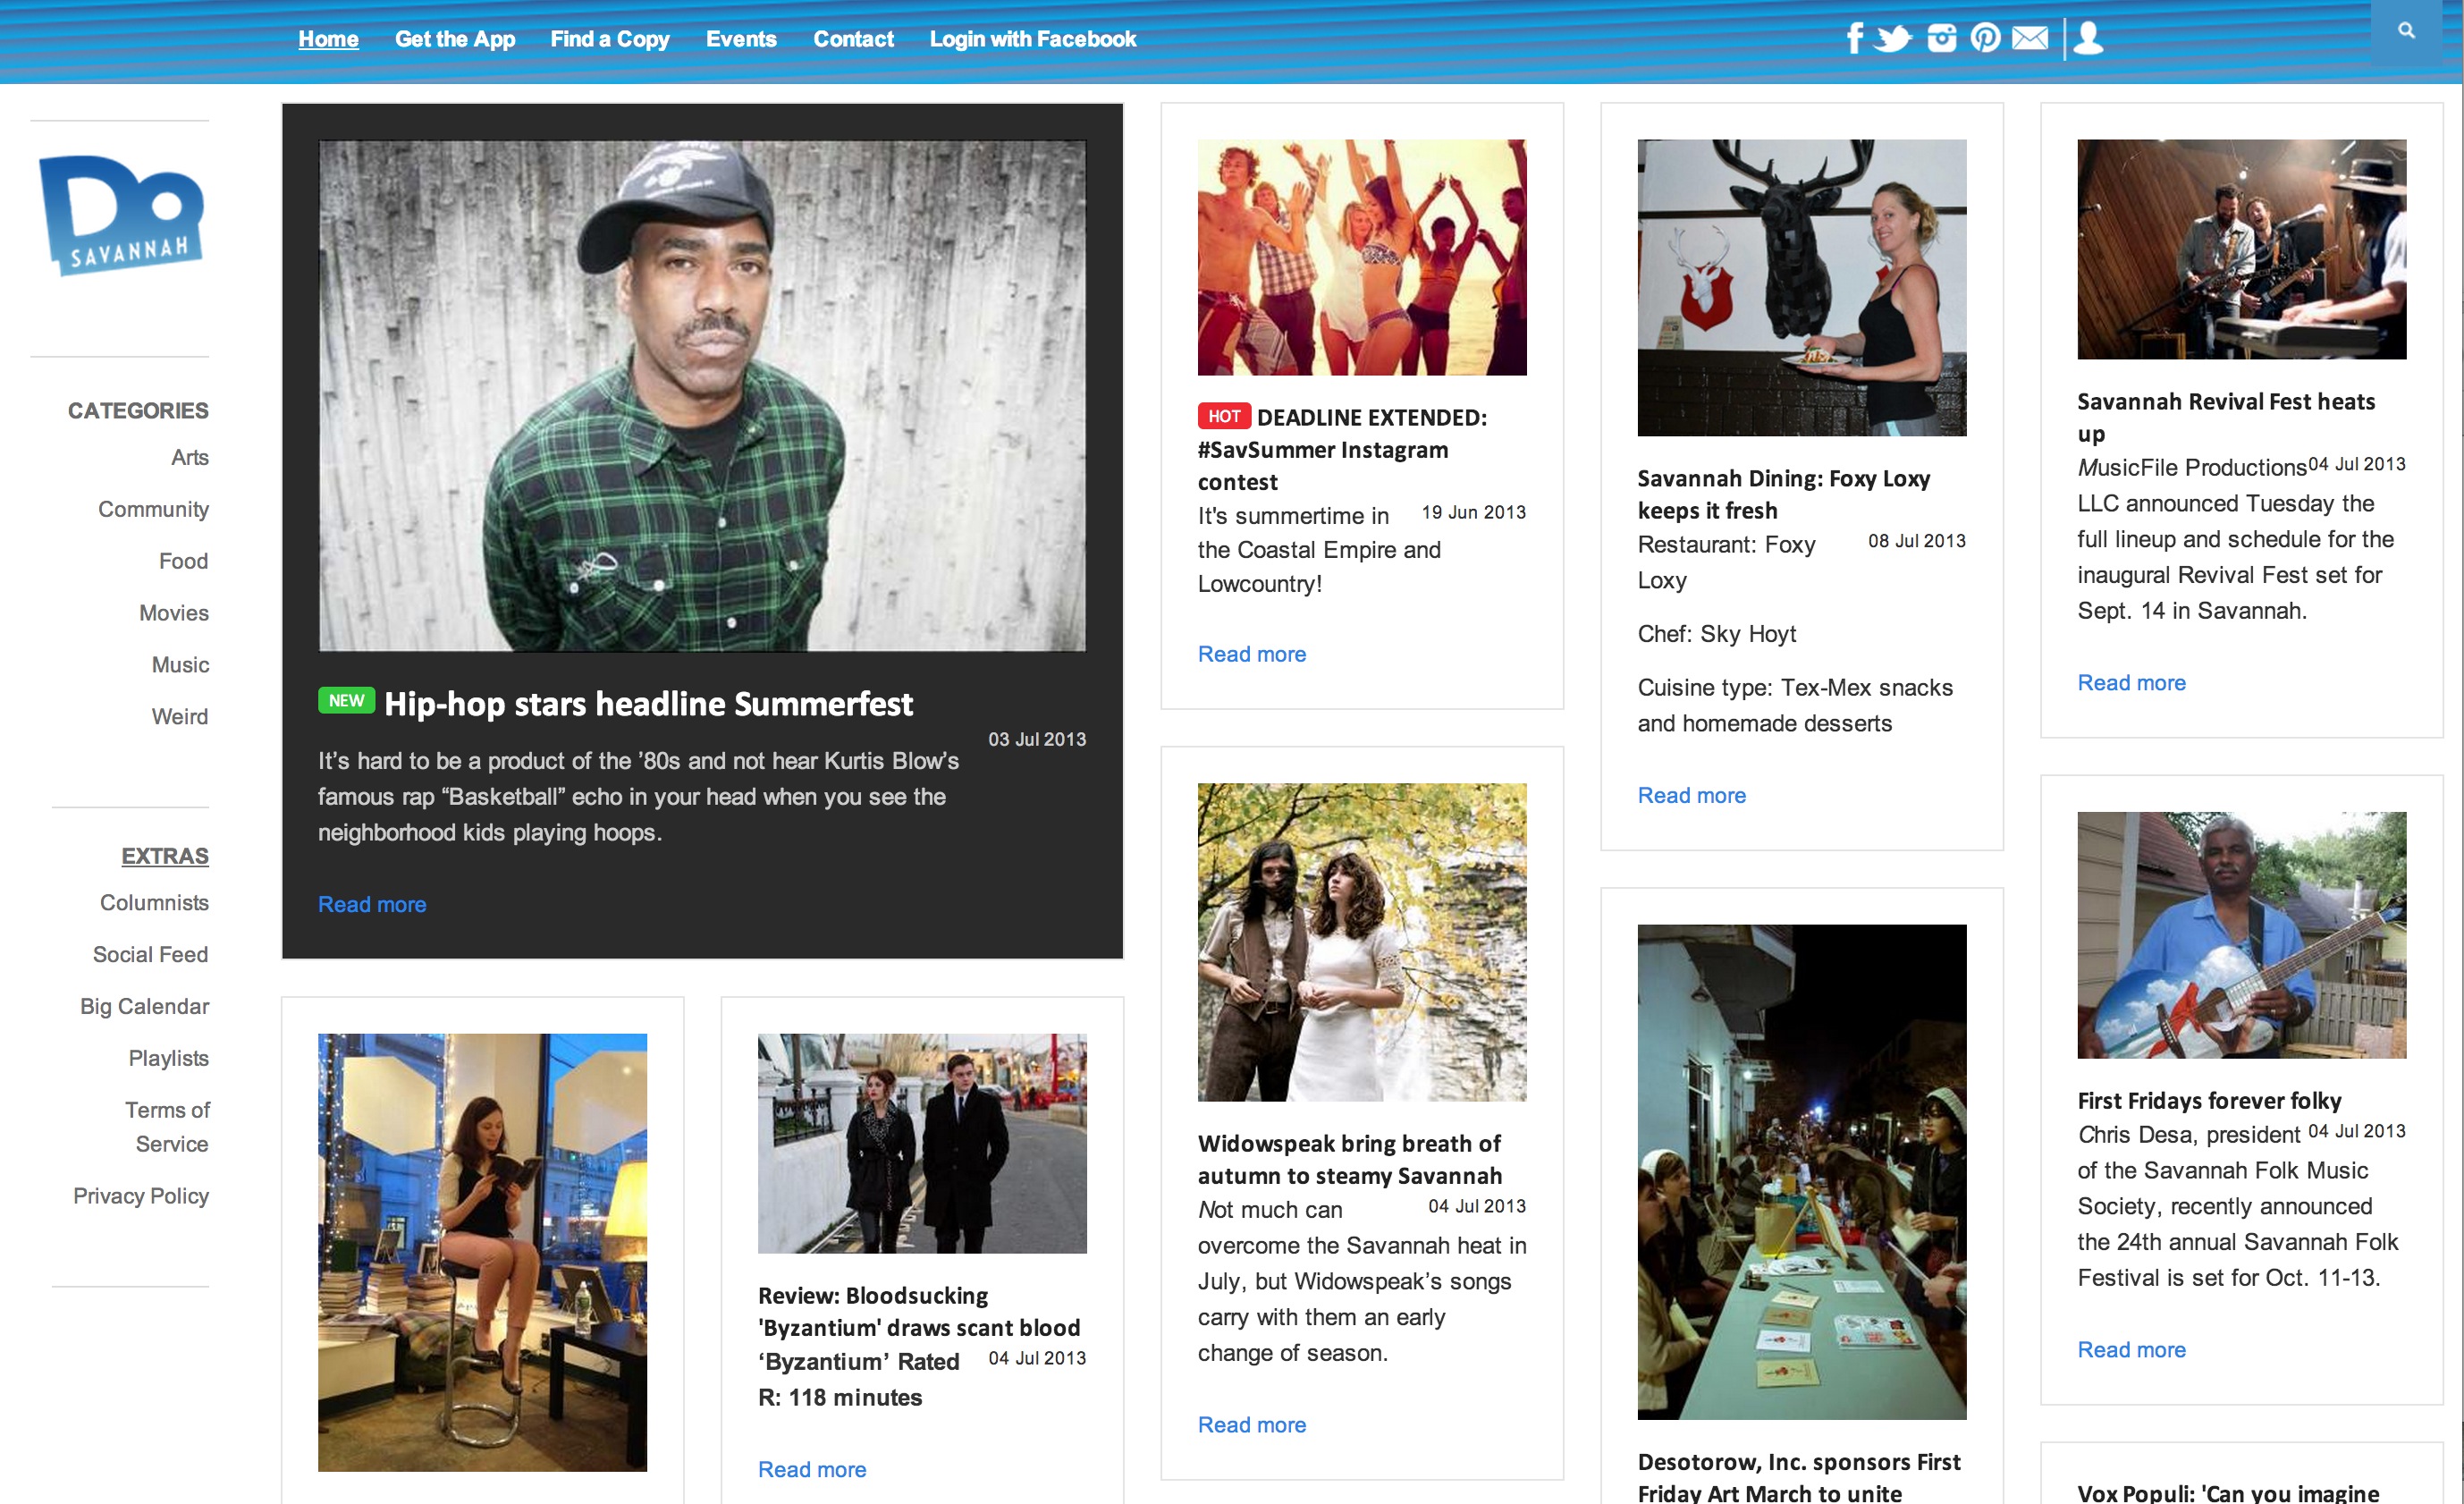 Home
Get the App
Find a Copy
Events
Contact
Login with Facebook
Do
SAVANNAH
CATEGORIES
Arts
Community
Food
Movies
Music
Weird
EXTRAS
Columnists
Social Feed
Big Calendar
Playlists
Terms of
Service
Privacy Policy
NEW Hip-hop stars headline Summerfest
03 Jul 2013
It’s hard to be a product of the ’80s and not hear Kurtis Blow’s
famous rap “Basketball” echo in your head when you see the
neighborhood kids playing hoops.
Read more
Review: Bloodsucking
'Byzantium' draws scant blood
‘Byzantium’ Rated 04 Jul 2013
R: 118 minutes
Read more
HOT DEADLINE EXTENDED:
#SavSummer Instagram
contest
It's summertime in 19 Jun 2013
the Coastal Empire and
Lowcountry!
Read more
Widowspeak bring breath of
autumn to steamy Savannah
Not much can 04 Jul 2013
overcome the Savannah heat in
July, but Widowspeak’s songs
carry with them an early
change of season.
Read more
Savannah Dining: Foxy Loxy
keeps it fresh
Restaurant: Foxy 08 Jul 2013
Loxy
Chef: Sky Hoyt
Cuisine type: Tex-Mex snacks
and homemade desserts
Read more
Desotorow, Inc. sponsors First
Friday Art March to unite
Savannah Revival Fest heats
up
MusicFile Productions 04 Jul 2013
LLC announced Tuesday the
full lineup and schedule for the
inaugural Revival Fest set for
Sept. 14 in Savannah.
Read more
First Fridays forever folky
Chris Desa, president 04 Jul 2013
of the Savannah Folk Music
Society, recently announced
the 24th annual Savannah Folk
Festival is set for Oct. 11-13.
Read more
Vox Populi: 'Can you imagine